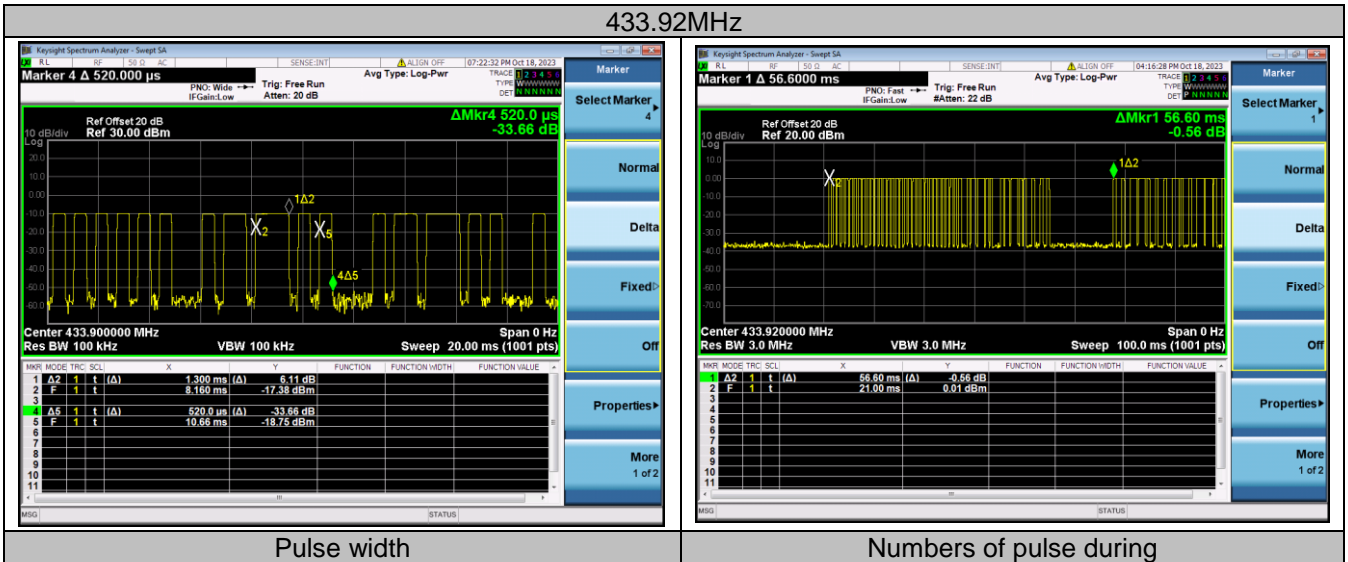 433.92MHz
Keysight Spectrum Analyzer - Swept SA
RL RF 50 Ω AC SENSE:INT ALIGN OFF 07:22:32 PM Oct 18, 2023
Marker 4 Δ 520.000 µs
Avg Type: Log-Pwr
TRACE 1 2 3 4 5 6
PNO: Wide Trig: Free Run
TYPE WWWWWW
IFGain:Low Atten: 20 dB
DET N N N N N N
Ref Offset 20 dB
ΔMkr4 520.0 µs
10 dB/div Ref 30.00 dBm
-33.66 dB
Log
20.0
10.0
0.00
1Δ2
-10.0
2
5
-20.0
-30.0
-40.0
4Δ5
-50.0
-60.0
Center 433.900000 MHz Span 0 Hz
Res BW 100 kHz VBW 100 kHz Sweep 20.00 ms (1001 pts)
MKR MODE TRC SCL X Y FUNCTION FUNCTION WIDTH FUNCTION VALUE
1 Δ2 1 t (Δ) 1.300 ms (Δ) 6.11 dB
2 F 1 t 8.160 ms -17.38 dBm
3
4 Δ5 1 t (Δ) 520.0 µs (Δ) -33.66 dB
5 F 1 t 10.66 ms -18.75 dBm
6
7
8
9
10
11
MSG STATUS
Marker
Select Marker
4
Normal
Delta
Fixed
Off
Properties
More
1 of 2
Pulse width
Keysight Spectrum Analyzer - Swept SA
RL RF 50 Ω AC SENSE:INT ALIGN OFF 04:16:28 PM Oct 18, 2023
Marker 1 Δ 56.6000 ms
Avg Type: Log-Pwr
TRACE 1 2 3 4 5 6
PNO: Fast Trig: Free Run
TYPE WWWWWW
IFGain:Low #Atten: 22 dB
DET P N N N N N
Ref Offset 20 dB
ΔMkr1 56.60 ms
10 dB/div Ref 20.00 dBm
-0.56 dB
Log
10.0
1Δ2
0.00
2
-10.0
-20.0
-30.0
-40.0
-50.0
-60.0
-70.0
Center 433.920000 MHz Span 0 Hz
Res BW 3.0 MHz VBW 3.0 MHz Sweep 100.0 ms (1001 pts)
MKR MODE TRC SCL X Y FUNCTION FUNCTION WIDTH FUNCTION VALUE
1 Δ2 1 t (Δ) 56.60 ms (Δ) -0.56 dB
2 F 1 t 21.00 ms 0.01 dBm
3
4
5
6
7
8
9
10
11
MSG STATUS
Marker
Select Marker
1
Normal
Delta
Fixed
Off
Properties
More
1 of 2
Numbers of pulse during